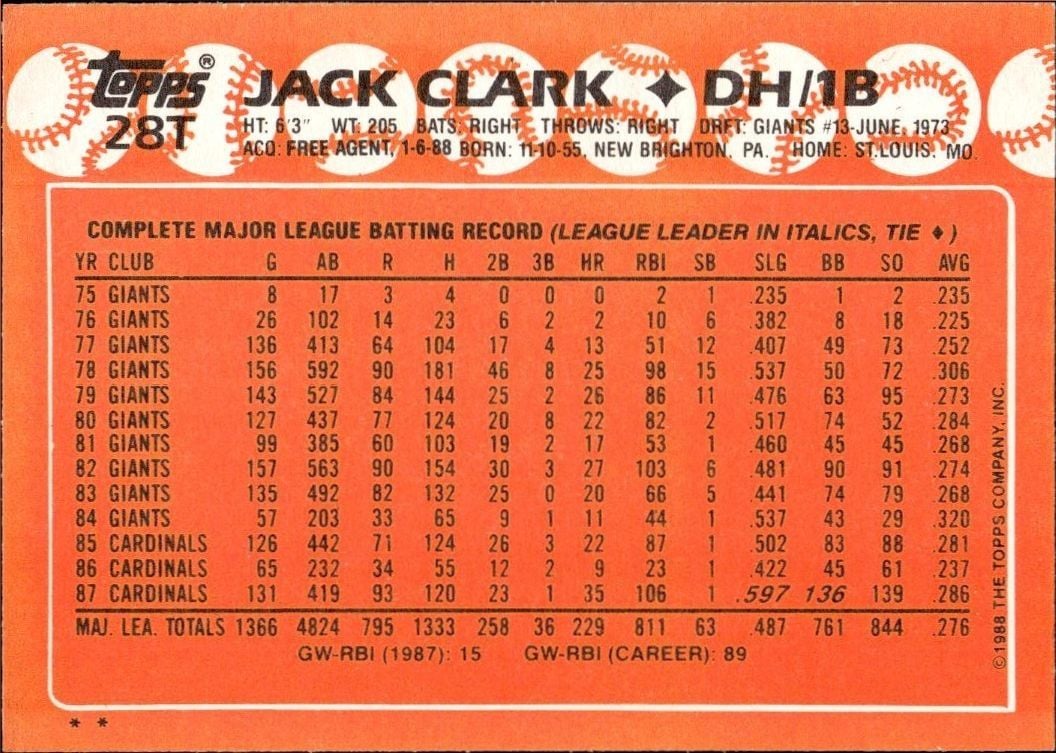 Topps® JACK CLARK ♦ DH/1B
28T
HT: 6'3" WT: 205 BATS: RIGHT THROWS: RIGHT DRFT: GIANTS #13-JUNE, 1973
ACQ: FREE AGENT, 1-6-88 BORN: 11-10-55, NEW BRIGHTON, PA. HOME: ST.LOUIS, MO.
COMPLETE MAJOR LEAGUE BATTING RECORD (LEAGUE LEADER IN ITALICS, TIE ♦)
YR CLUB G AB R H 2B 3B HR RBI SB SLG BB SO AVG
75 GIANTS 8 17 3 4 0 0 0 2 1 .235 1 2 .235
76 GIANTS 26 102 14 23 6 2 2 10 6 .382 8 18 .225
77 GIANTS 136 413 64 104 17 4 13 51 12 .407 49 73 .252
78 GIANTS 156 592 90 181 46 8 25 98 15 .537 50 72 .306
79 GIANTS 143 527 84 144 25 2 26 86 11 .476 63 95 .273
80 GIANTS 127 437 77 124 20 8 22 82 2 .517 74 52 .284
81 GIANTS 99 385 60 103 19 2 17 53 1 .460 45 45 .268
82 GIANTS 157 563 90 154 30 3 27 103 6 .481 90 91 .274
83 GIANTS 135 492 82 132 25 0 20 66 5 .441 74 79 .268
84 GIANTS 57 203 33 65 9 1 11 44 1 .537 43 29 .320
85 CARDINALS 126 442 71 124 26 3 22 87 1 .502 83 88 .281
86 CARDINALS 65 232 34 55 12 2 9 23 1 .422 45 61 .237
87 CARDINALS 131 419 93 120 23 1 35 106 1 .597 136 139 .286
MAJ. LEA. TOTALS 1366 4824 795 1333 258 36 229 811 63 .487 761 844 .276
GW-RBI (1987): 15 GW-RBI (CAREER): 89
© 1988 THE TOPPS COMPANY, INC.
* *